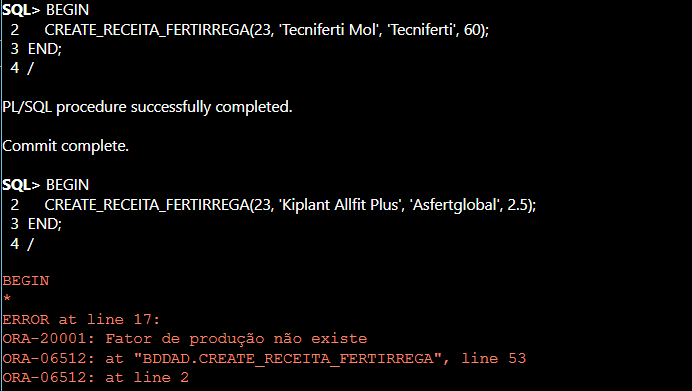 SQL> BEGIN
2 CREATE_RECEITA_FERTIRREGA(23, 'Tecniferti Mol', 'Tecniferti', 60);
3 END;
4 /
PL/SQL procedure successfully completed.
Commit complete.
SQL> BEGIN
2 CREATE_RECEITA_FERTIRREGA(23, 'Kiplant Allfit Plus', 'Asfertglobal', 2.5);
3 END;
4 /
BEGIN
*
ERROR at line 17:
ORA-20001: Fator de produção não existe
ORA-06512: at "BDDAD.CREATE_RECEITA_FERTIRREGA", line 53
ORA-06512: at line 2